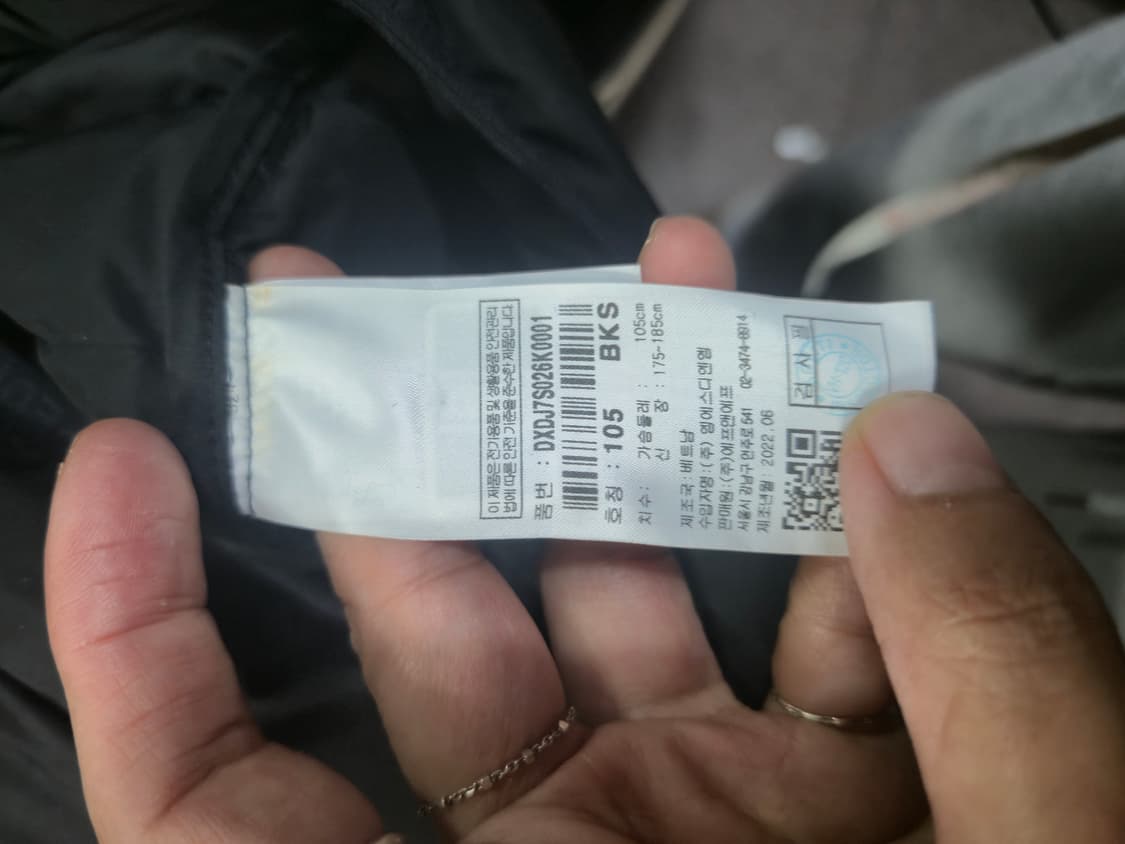 이 제품은 전기용품 및 생활용품 안전관리
법에 따른 안전 기준을 준수한 제품입니다.
품번 : DXDJ7S026K0001
호칭 : 105 BKS
치수 : 가슴둘레 : 105cm
신 장 : 175-185cm
제조국:베트남
수입자명:(주) 엠에스디엔엠
판매원:(주)에프앤에프
서울시 강남구 언주로 541 02-3474-0914
제조년월: 2022.06
검 사 필